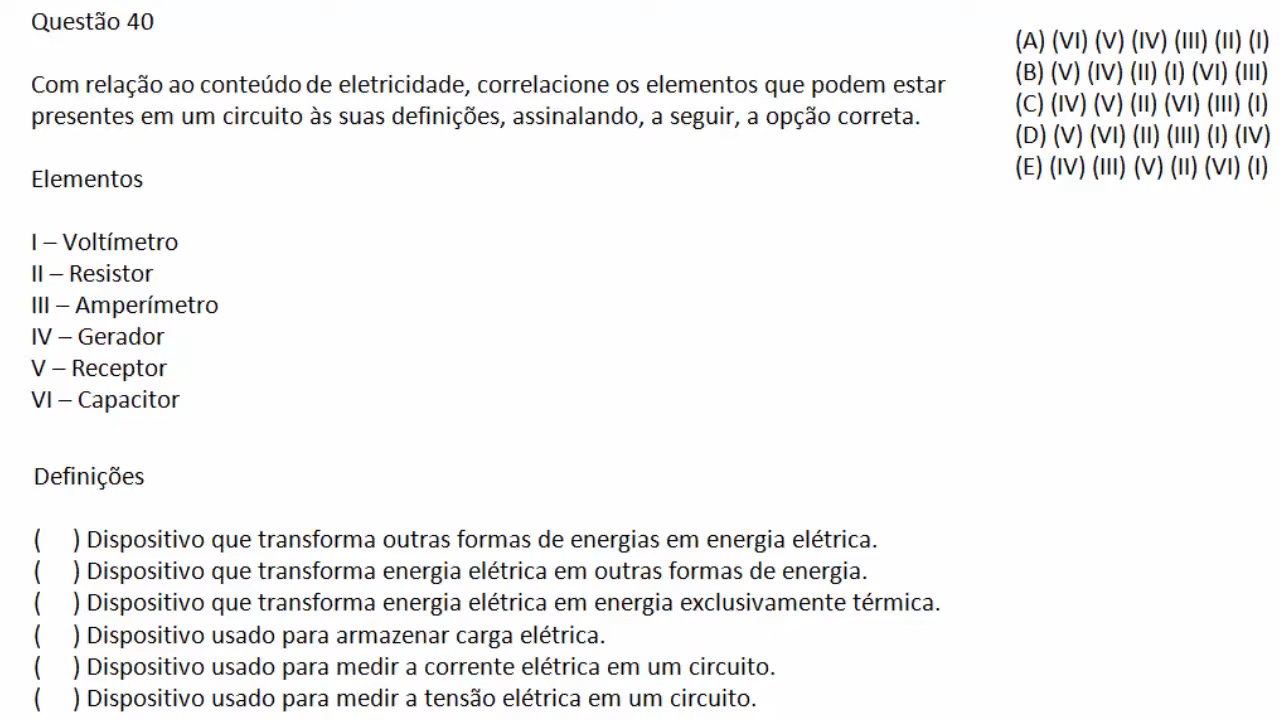 Questão 40
Com relação ao conteúdo de eletricidade, correlacione os elementos que podem estar
presentes em um circuito às suas definições, assinalando, a seguir, a opção correta.
Elementos
I – Voltímetro
II – Resistor
III – Amperímetro
IV – Gerador
V – Receptor
VI – Capacitor
Definições
(    ) Dispositivo que transforma outras formas de energias em energia elétrica.
(    ) Dispositivo que transforma energia elétrica em outras formas de energia.
(    ) Dispositivo que transforma energia elétrica em energia exclusivamente térmica.
(    ) Dispositivo usado para armazenar carga elétrica.
(    ) Dispositivo usado para medir a corrente elétrica em um circuito.
(    ) Dispositivo usado para medir a tensão elétrica em um circuito.
(A) (VI) (V) (IV) (III) (II) (I)
(B) (V) (IV) (II) (I) (VI) (III)
(C) (IV) (V) (II) (VI) (III) (I)
(D) (V) (VI) (II) (III) (I) (IV)
(E) (IV) (III) (V) (II) (VI) (I)